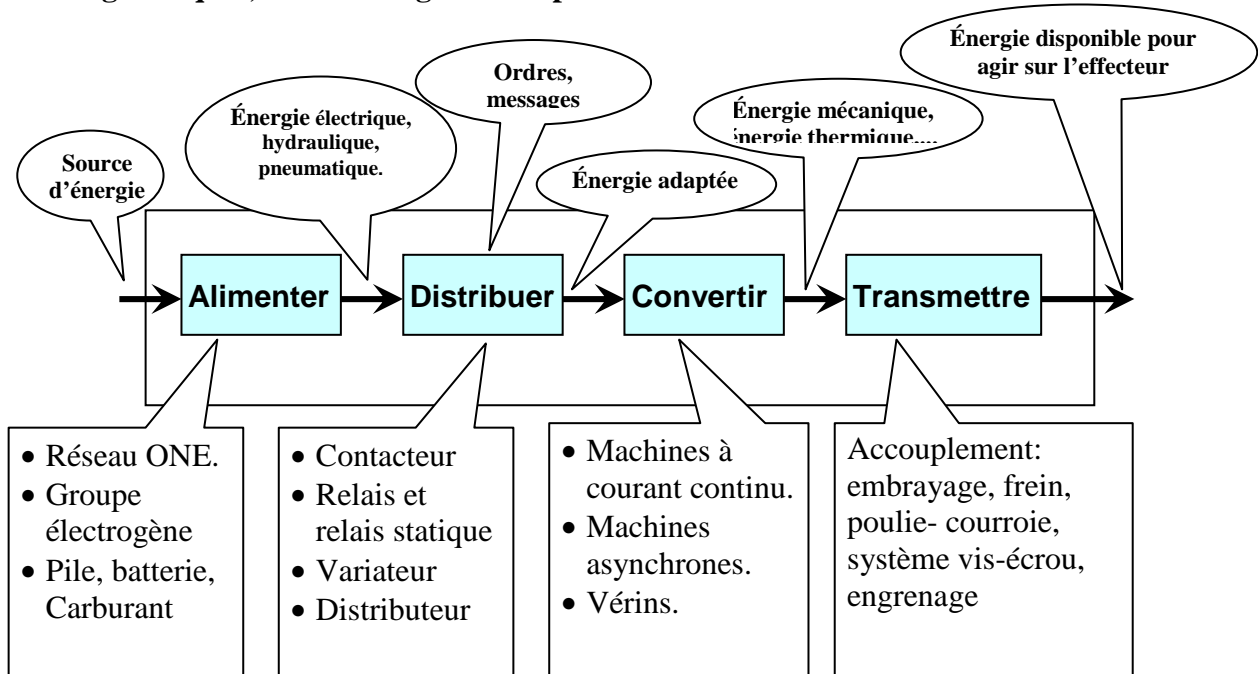 Énergie disponible pour
agir sur l'effecteur
Ordres,
messages
Énergie électrique,
hydraulique,
pneumatique.
Énergie mécanique,
énergie thermique,...
Source
d'énergie
Énergie adaptée
Alimenter
Distribuer
Convertir
Transmettre
• Réseau ONE.
• Groupe
électrogène
• Pile, batterie,
Carburant
• Contacteur
• Relais et
relais statique
• Variateur
• Distributeur
• Machines à
courant continu.
• Machines
asynchrones.
• Vérins.
Accouplement:
embrayage, frein,
poulie- courroie,
système vis-écrou,
engrenage